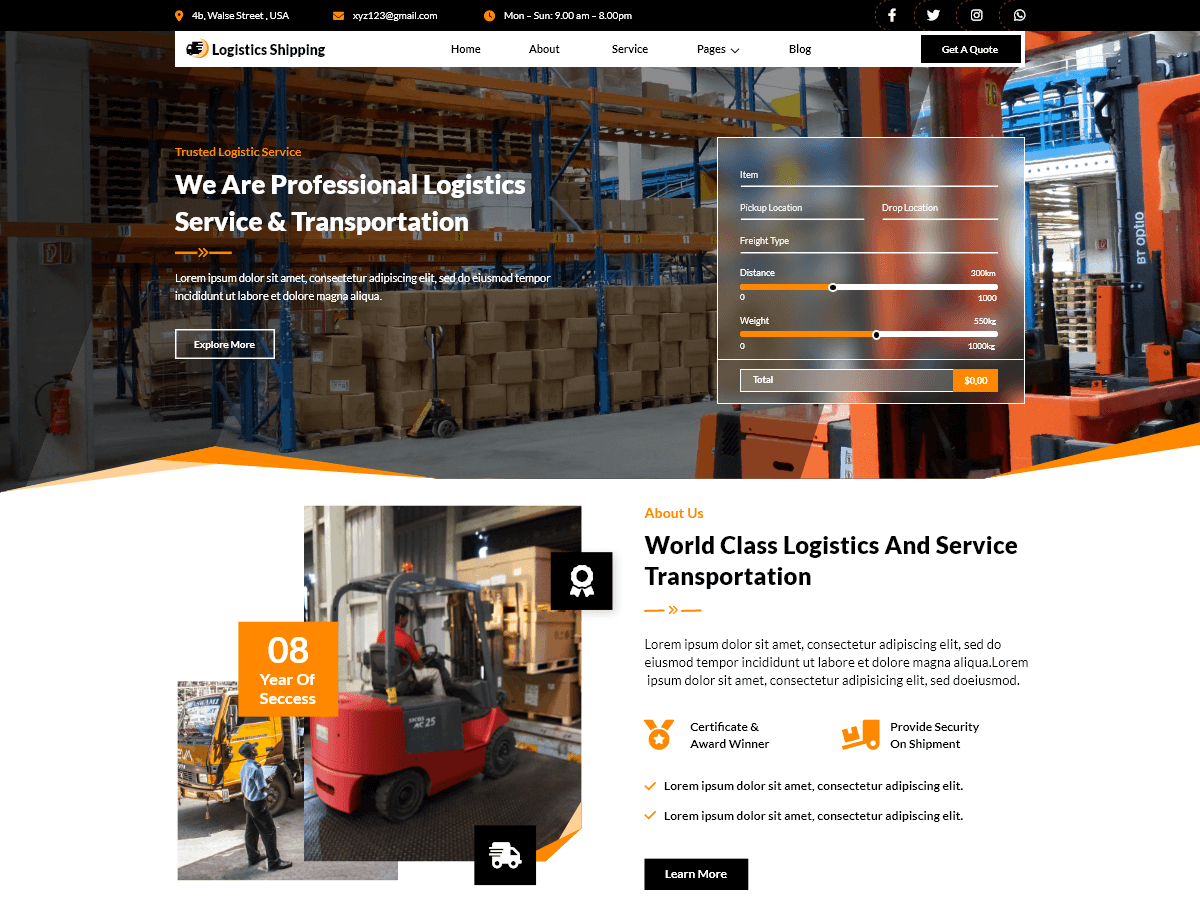 4b, Walse Street , USA
xyz123@gmail.com
Mon – Sun: 9.00 am – 8.00pm
Logistics Shipping
Home
About
Service
Pages
Blog
Get A Quote
Trusted Logistic Service
We Are Professional Logistics
Service & Transportation
Lorem ipsum dolor sit amet, consectetur adipiscing elit, sed do eiusmod tempor
incididunt ut labore et dolore magna aliqua.
Explore More
Item
Pickup Location
Drop Location
Freight Type
Distance
300km
0
1000
Weight
550kg
0
1000kg
Total
$0,00
BT optio
About Us
World Class Logistics And Service
Transportation
Lorem ipsum dolor sit amet, consectetur adipiscing elit, sed do
eiusmod tempor incididunt ut labore et dolore magna aliqua.Lorem
ipsum dolor sit amet, consectetur adipisicing elit, sed doeiusmod.
08
Year Of
Seccess
AC 25
Certificate &
Award Winner
Provide Security
On Shipment
Lorem ipsum dolor sit amet, consectetur adipiscing elit.
Lorem ipsum dolor sit amet, consectetur adipiscing elit.
Learn More